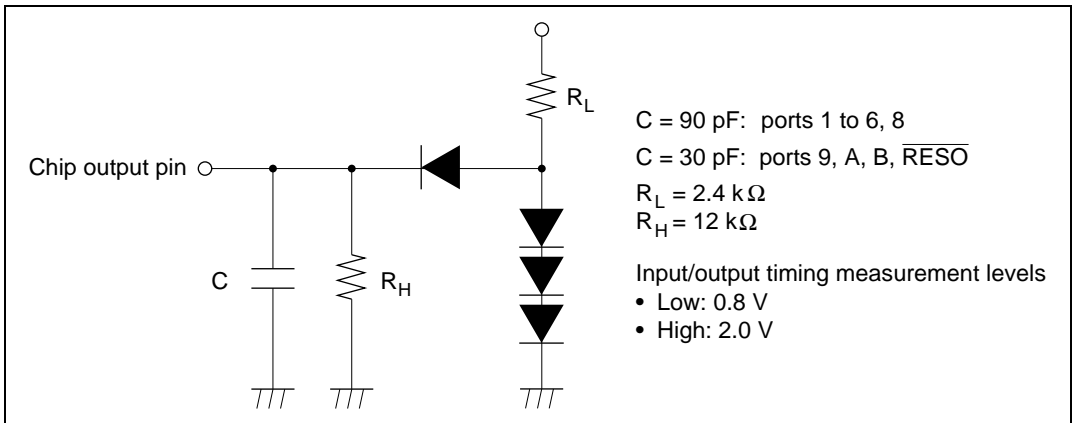 R_L
C = 90 pF: ports 1 to 6, 8
Chip output pin
C = 30 pF: ports 9, A, B, R̅E̅S̅O̅
R_L = 2.4 kΩ
R_H = 12 kΩ
C
R_H
Input/output timing measurement levels
• Low: 0.8 V
• High: 2.0 V